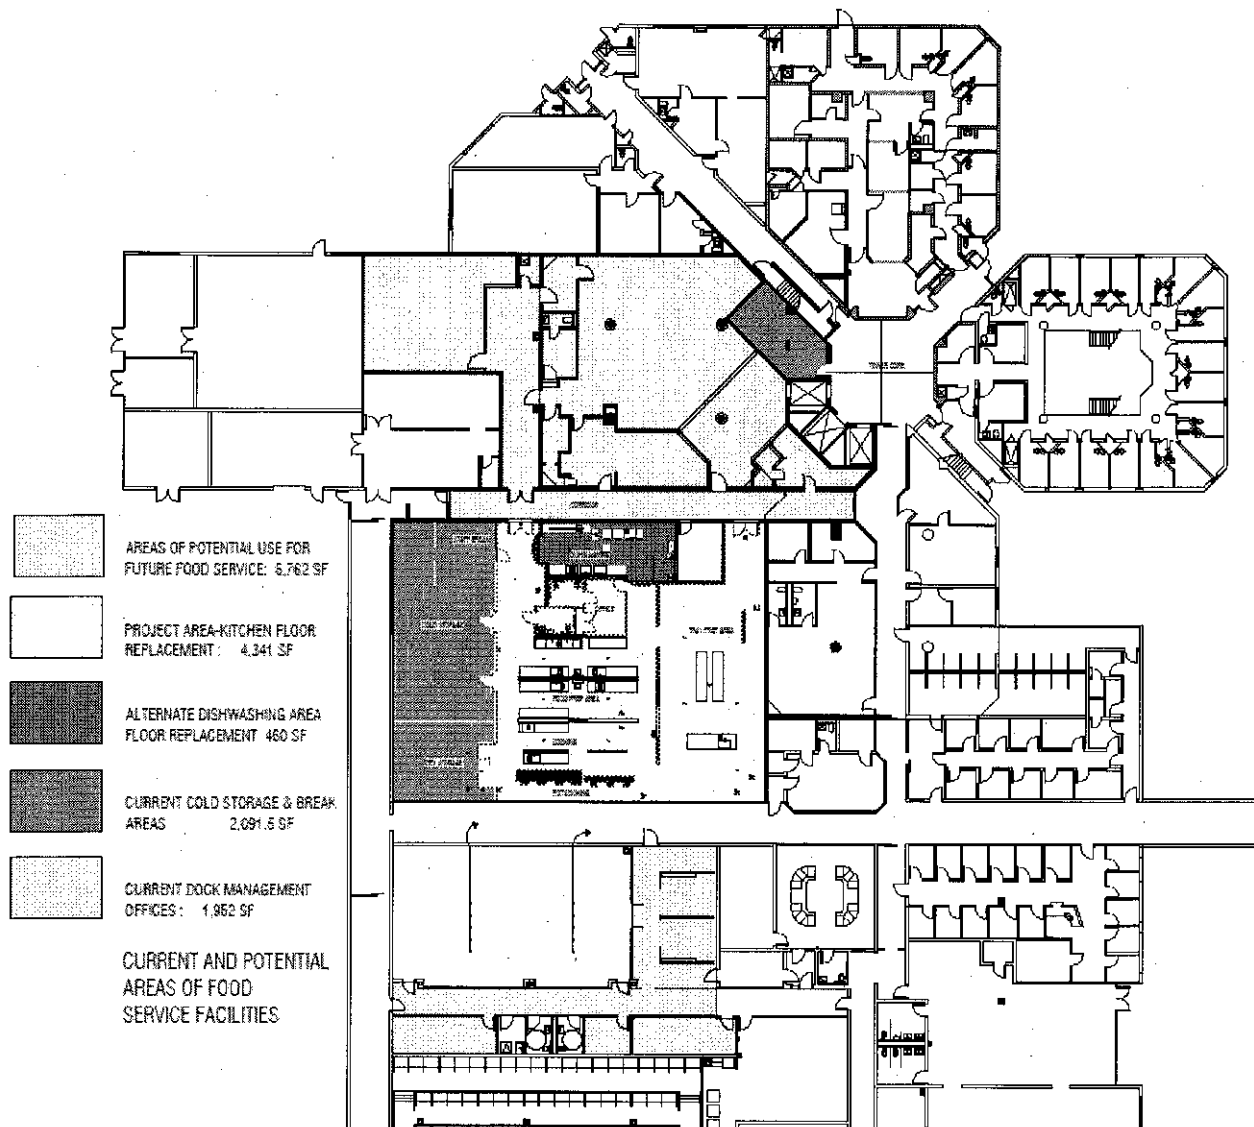 AREAS OF POTENTIAL USE FOR
FUTURE FOOD SERVICE: 6,762 SF
PROJECT AREA-KITCHEN FLOOR
REPLACEMENT : 4,341 SF
ALTERNATE DISHWASHING AREA
FLOOR REPLACEMENT 460 SF
CURRENT COLD STORAGE & BREAK
AREAS 2,091.5 SF
CURRENT DOCK MANAGEMENT
OFFICES : 1,952 SF
CURRENT AND POTENTIAL
AREAS OF FOOD
SERVICE FACILITIES